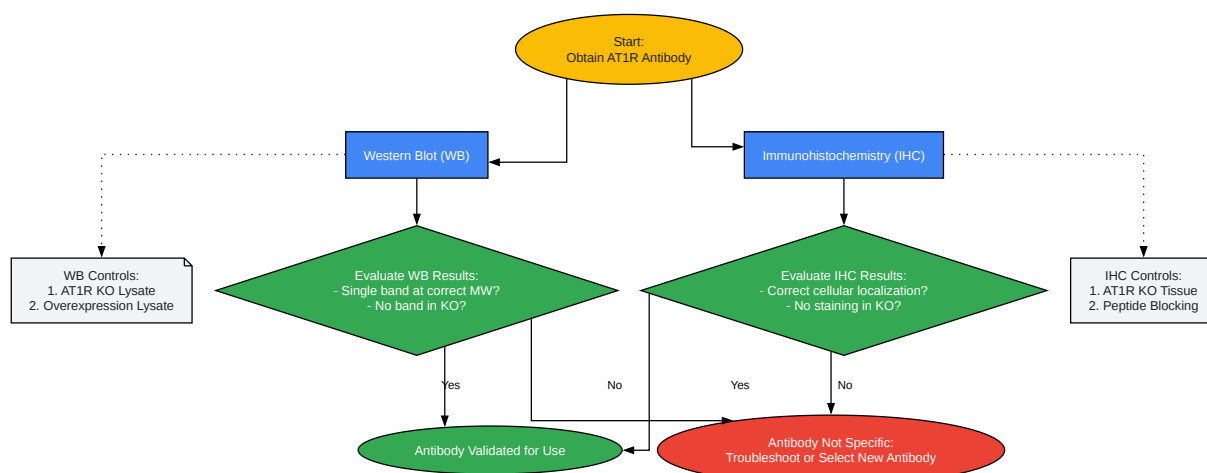 Start:
Obtain AT1R Antibody
Western Blot (WB)
Immunohistochemistry (IHC)
WB Controls:
1. AT1R KO Lysate
2. Overexpression Lysate
Evaluate WB Results:
- Single band at correct MW?
- No band in KO?
Evaluate IHC Results:
- Correct cellular localization?
- No staining in KO?
IHC Controls:
1. AT1R KO Tissue
2. Peptide Blocking
Yes
No
Yes
No
Antibody Validated for Use
Antibody Not Specific:
Troubleshoot or Select New Antibody